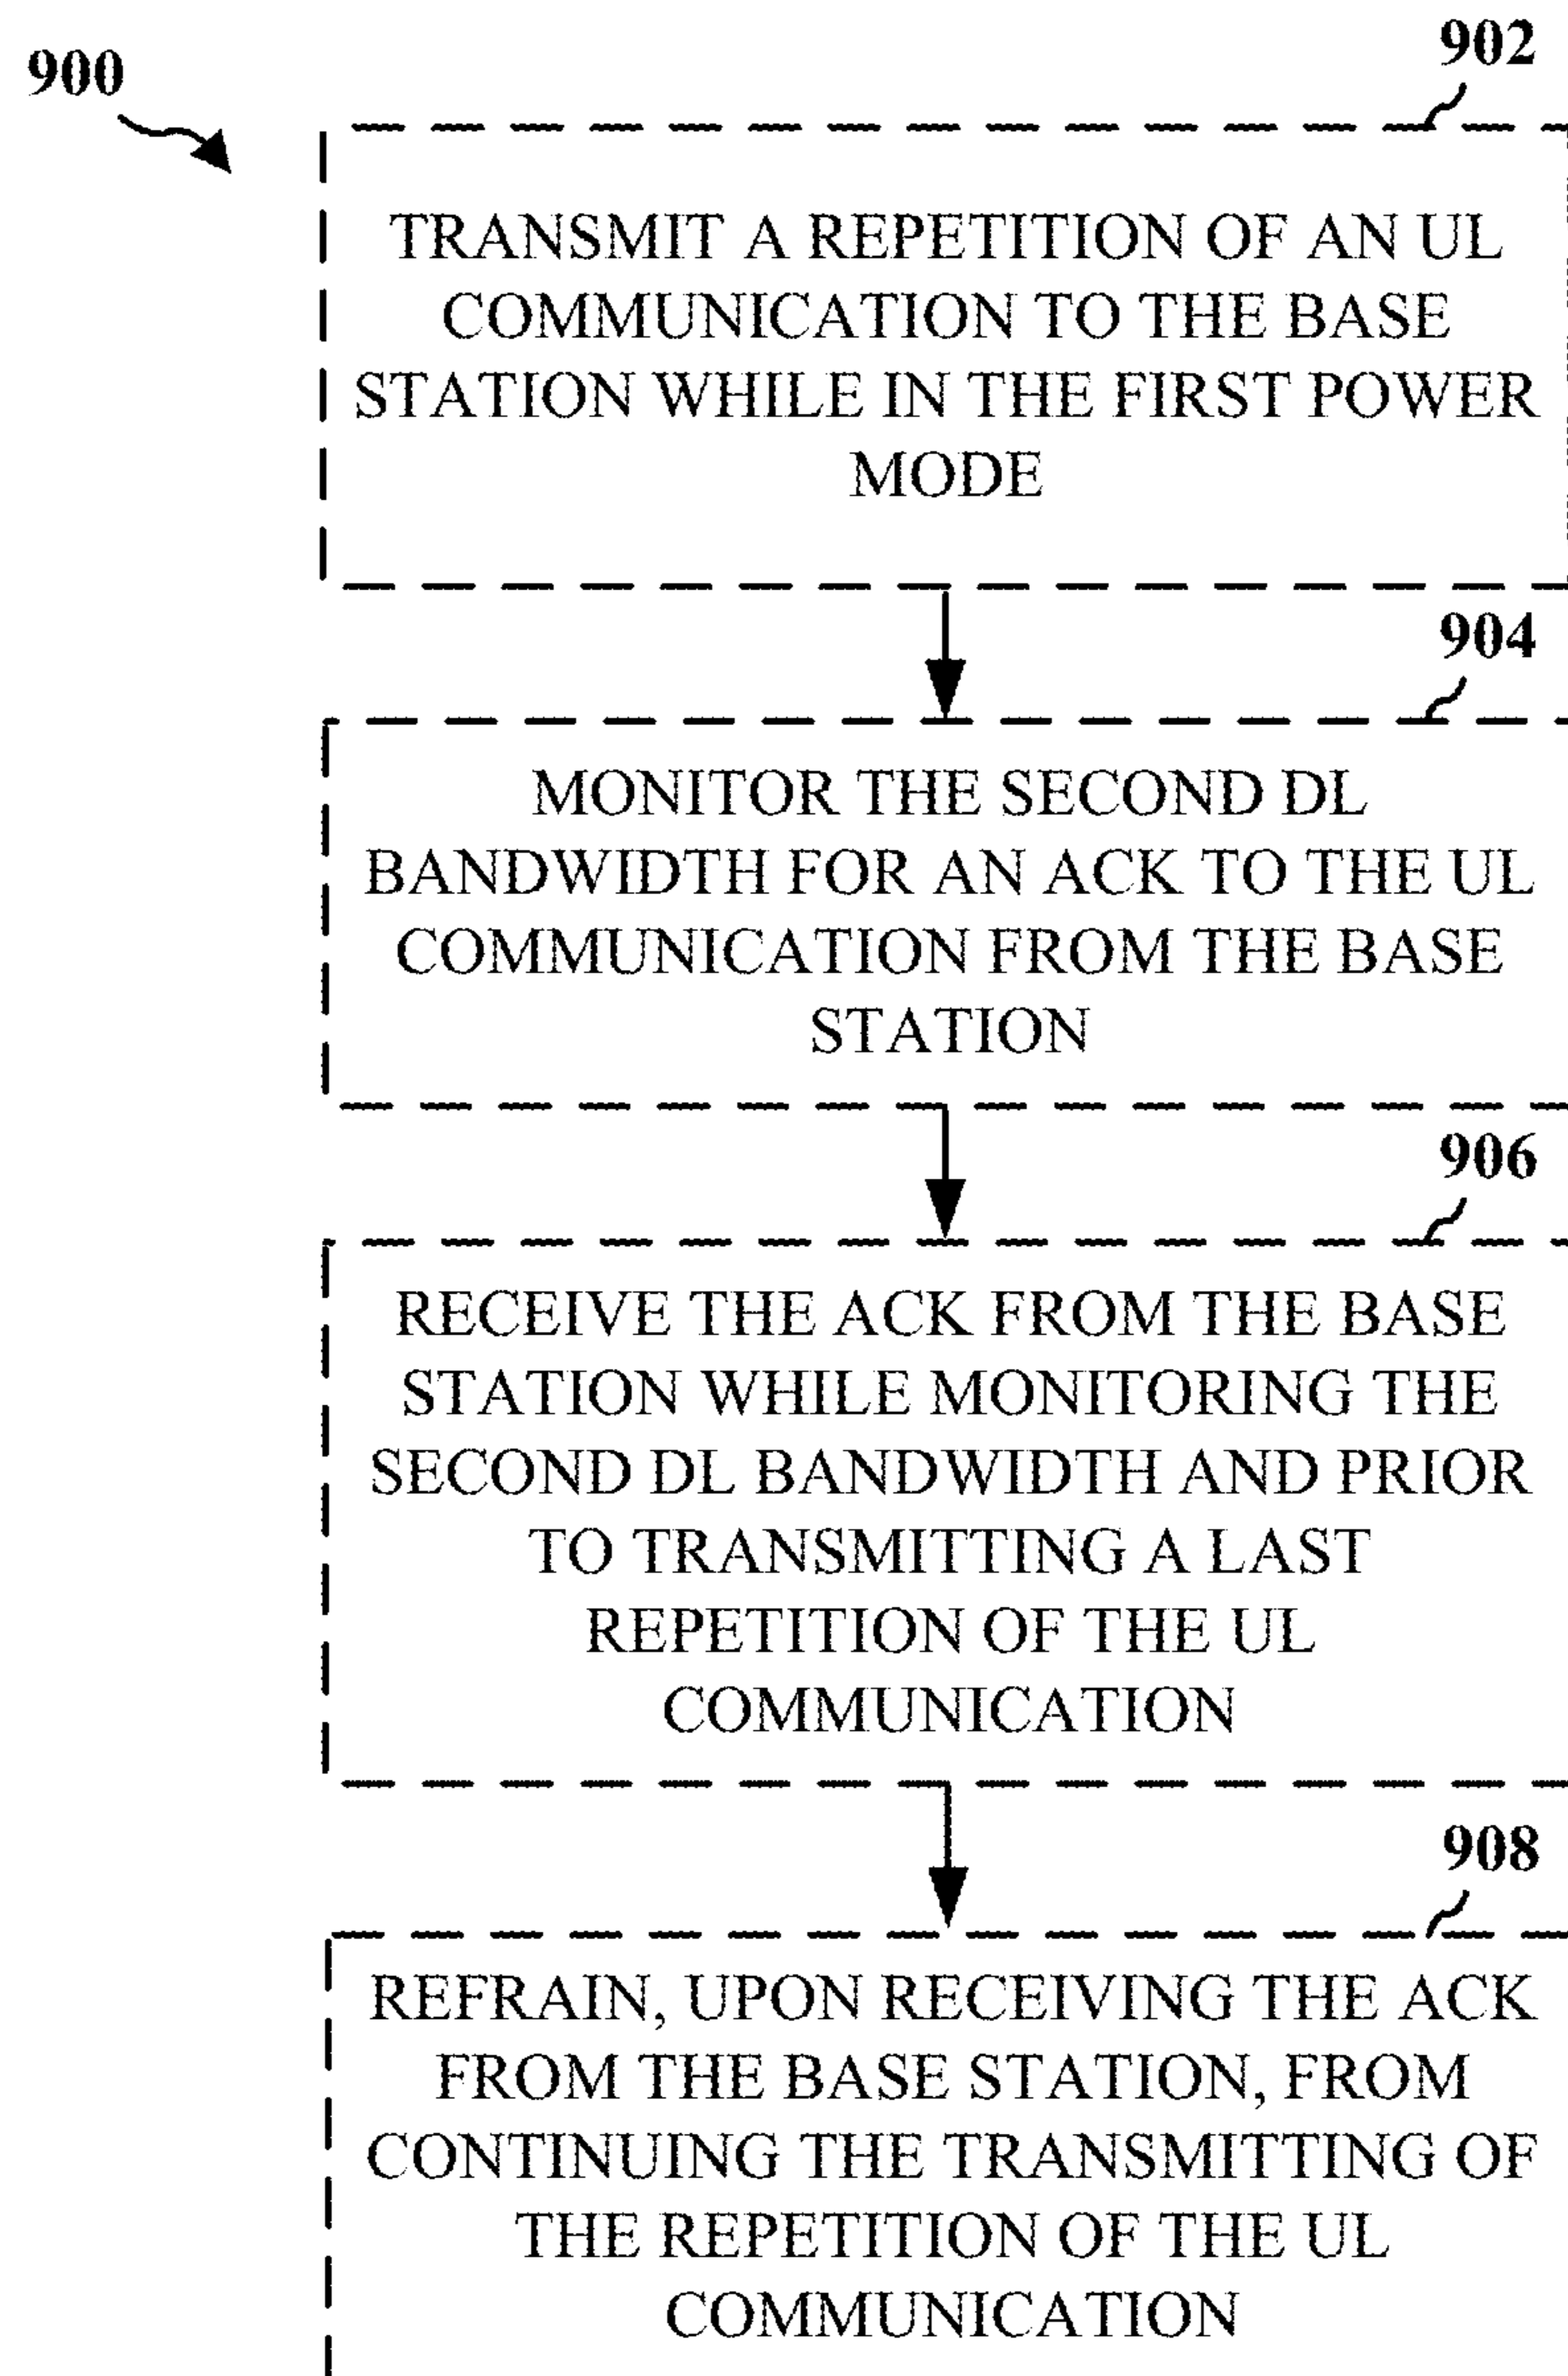 900
902
TRANSMIT A REPETITION OF AN UL
COMMUNICATION TO THE BASE
STATION WHILE IN THE FIRST POWER
MODE
904
MONITOR THE SECOND DL
BANDWIDTH FOR AN ACK TO THE UL
COMMUNICATION FROM THE BASE
STATION
906
RECEIVE THE ACK FROM THE BASE
STATION WHILE MONITORING THE
SECOND DL BANDWIDTH AND PRIOR
TO TRANSMITTING A LAST
REPETITION OF THE UL
COMMUNICATION
908
REFRAIN, UPON RECEIVING THE ACK
FROM THE BASE STATION, FROM
CONTINUING THE TRANSMITTING OF
THE REPETITION OF THE UL
COMMUNICATION